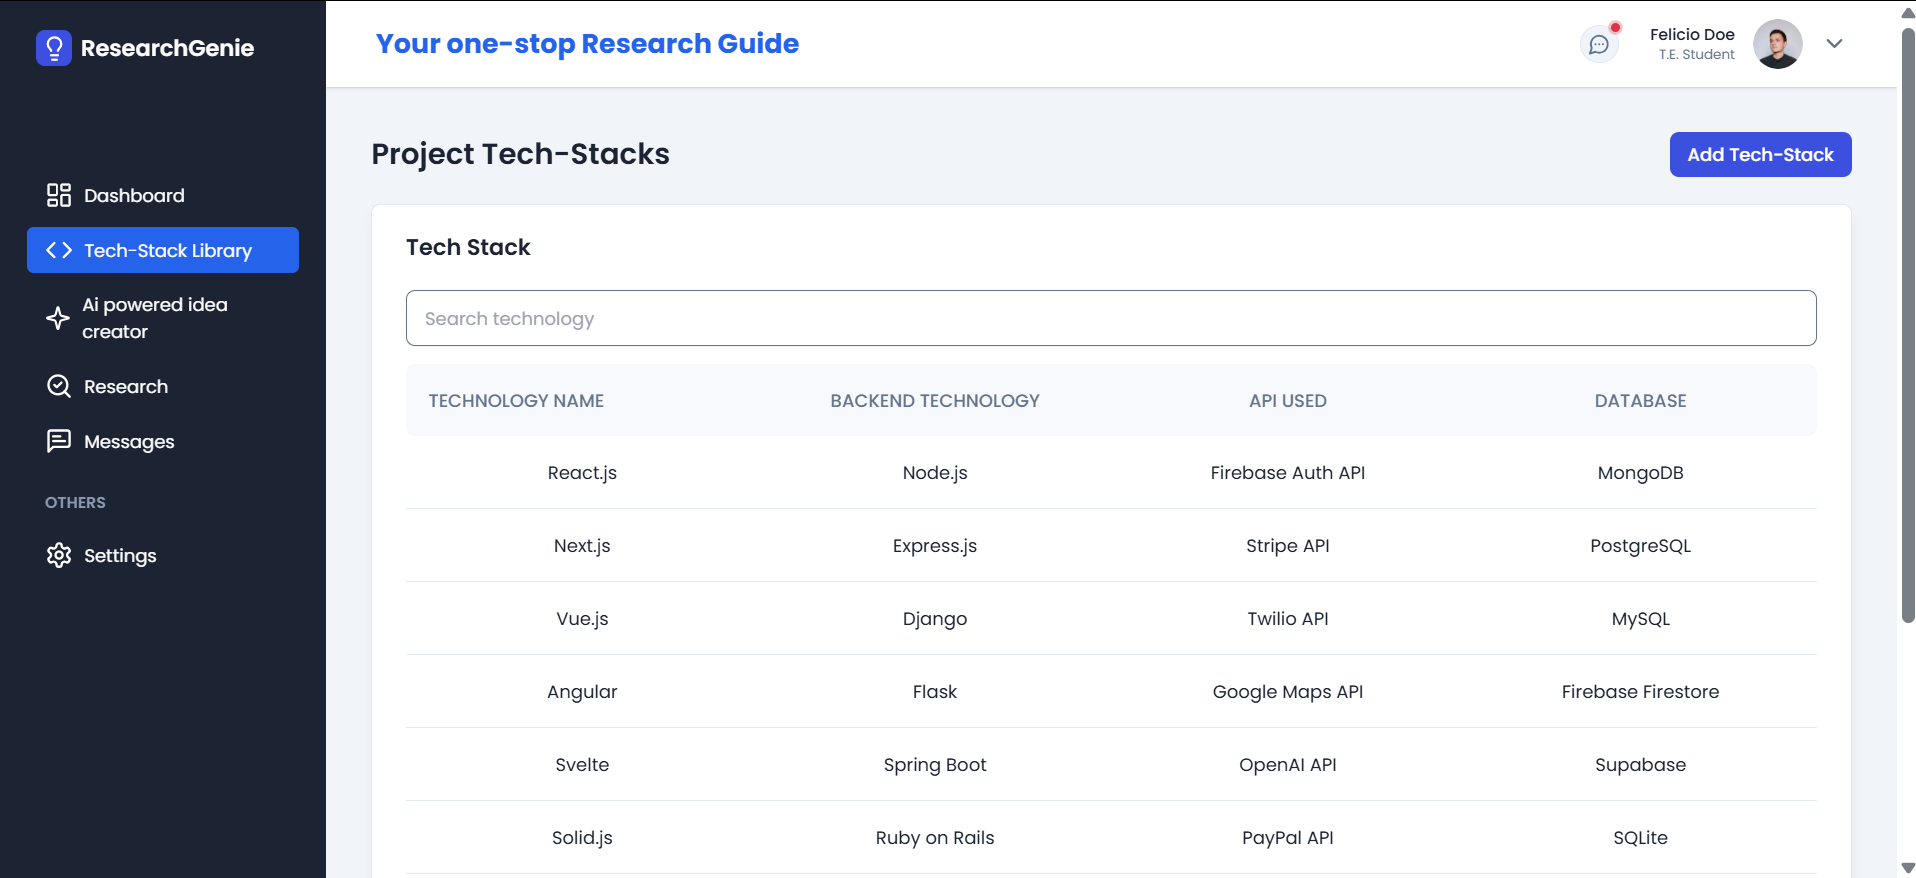 ResearchGenie
Your one-stop Research Guide
Felicio Doe
T.E. Student
Dashboard
Tech-Stack Library
Ai powered idea
creator
Research
Messages
OTHERS
Settings
Project Tech-Stacks
Add Tech-Stack
Tech Stack
Search technology
TECHNOLOGY NAME BACKEND TECHNOLOGY API USED DATABASE
React.js Node.js Firebase Auth API MongoDB
Next.js Express.js Stripe API PostgreSQL
Vue.js Django Twilio API MySQL
Angular Flask Google Maps API Firebase Firestore
Svelte Spring Boot OpenAI API Supabase
Solid.js Ruby on Rails PayPal API SQLite